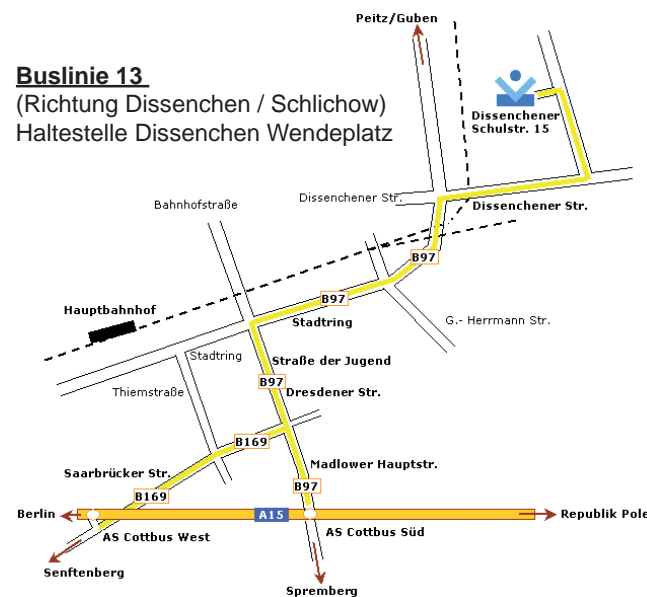 Peitz/Guben
Buslinie 13
(Richtung Dissenchen / Schlichow)
Haltestelle Dissenchen Wendeplatz
Dissenchener
Schulstr. 15
Dissenchener Str.
Bahnhofstraße
Dissenchener Str.
B97
B97
Hauptbahnhof
Stadtring
G.- Herrmann Str.
Stadtring
Straße der Jugend
B97
Thiemstraße
Dresdener Str.
B169
Madlower Hauptstr.
Saarbrücker Str.
B97
B169
Berlin
A15
Republik Pole
AS Cottbus West
AS Cottbus Süd
Senftenberg
Spremberg